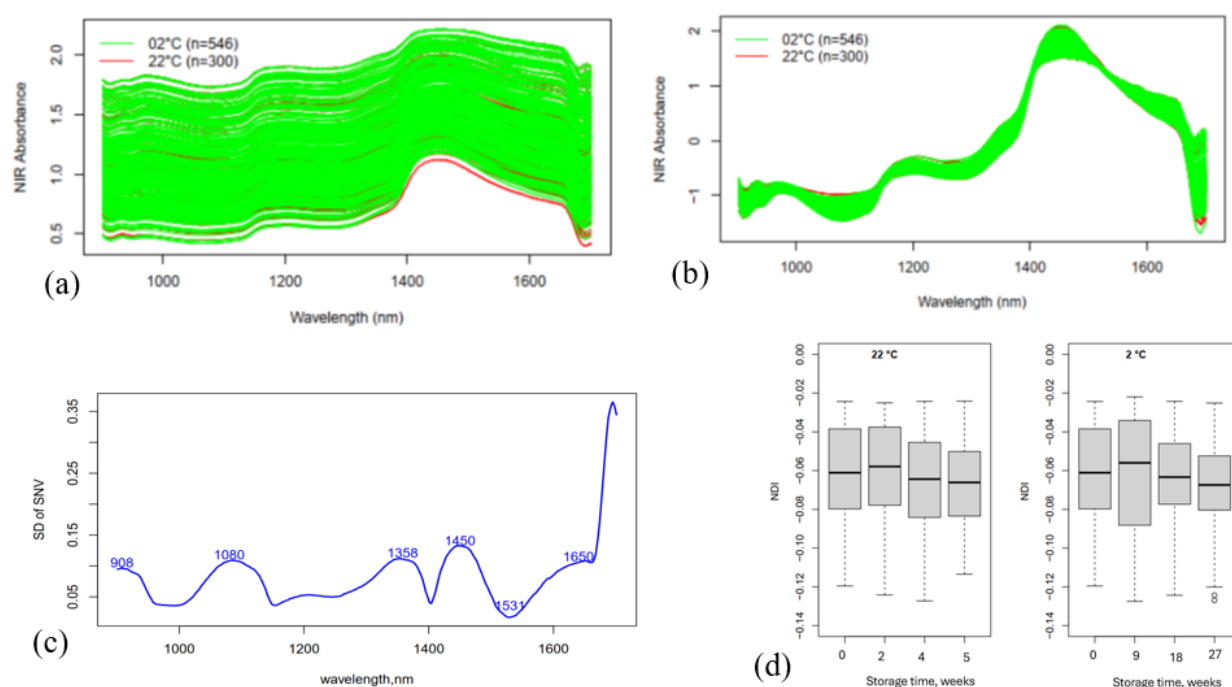 02°C (n=546)
22°C (n=300)
NIR Absorbance
2.0
1.5
1.0
0.5
1000 1200 1400 1600
Wavelength (nm)
(a)
02°C (n=546)
22°C (n=300)
NIR Absorbance
2
1
0
−1
1000 1200 1400 1600
Wavelength (nm)
(b)
SD of SNV
0.35
0.25
0.15
0.05
908
1080
1358
1450
1531
1650
1000 1200 1400 1600
wavelength,nm
(c)
22 °C
NDI
0.00
−0.02
−0.04
−0.06
−0.08
−0.10
−0.12
−0.14
0 2 4 5
Storage time, weeks
2 °C
NDI
0.00
−0.02
−0.04
−0.06
−0.08
−0.10
−0.12
−0.14
0 9 18 27
Storage time, weeks
(d)